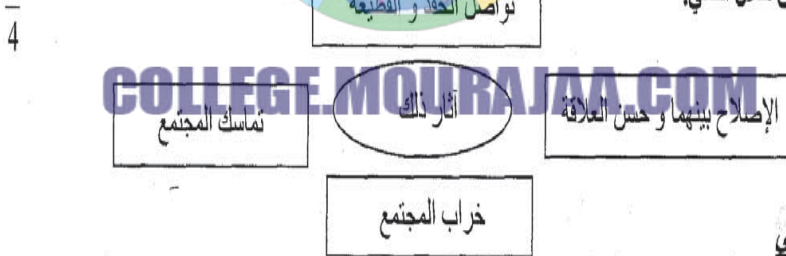 4
تواصل الحقد و القطيعة
COLLEGE.MOURAJAA.COM
الإصلاح بينهما و حسن العلاقة
آثار ذلك
تماسك المجتمع
خراب المجتمع